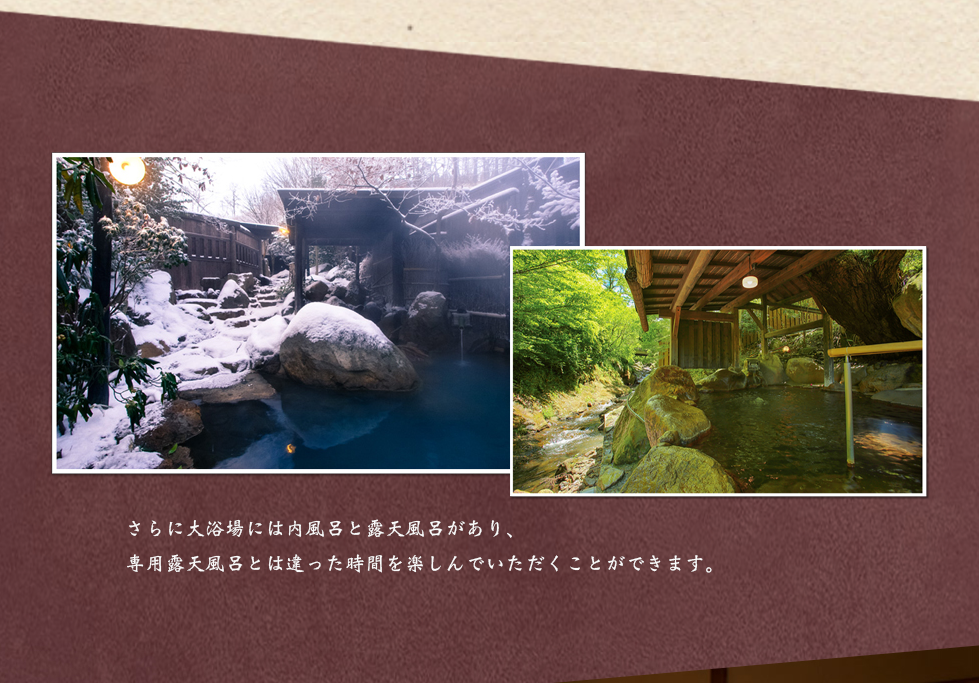 さらに大浴場には内風呂と露天風呂があり、
専用露天風呂とは違った時間を楽しんでいただくことができます。